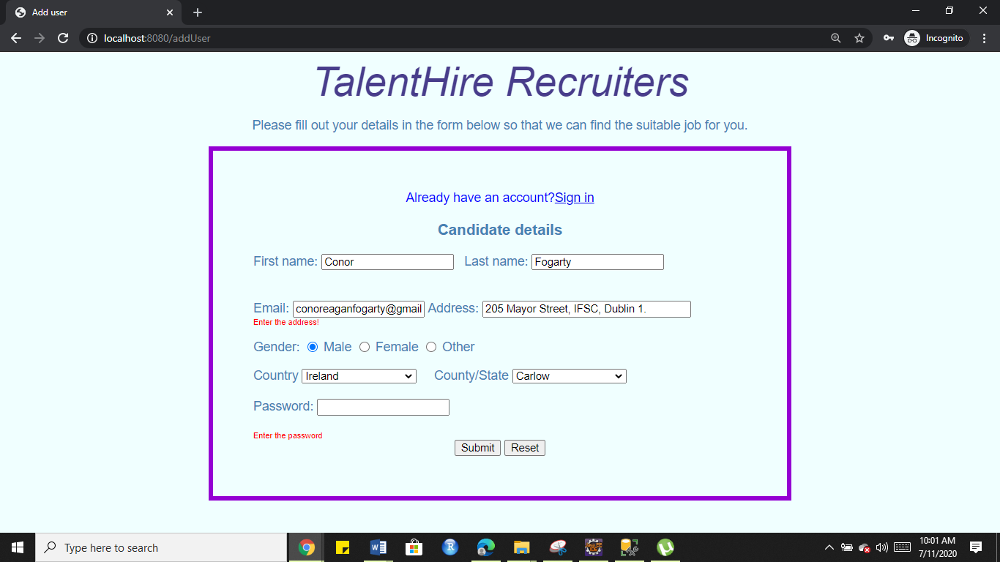 Add user
localhost:8080/addUser
Incognito
TalentHire Recruiters
Please fill out your details in the form below so that we can find the suitable job for you.
Already have an account?Sign in
Candidate details
First name: Conor Last name: Fogarty
Email: conoreaganfogarty@gmail Address: 205 Mayor Street, IFSC, Dublin 1.
Enter the address!
Gender: Male Female Other
Country Ireland County/State Carlow
Password:
Enter the password
Submit Reset
Type here to search
10:01 AM
7/11/2020